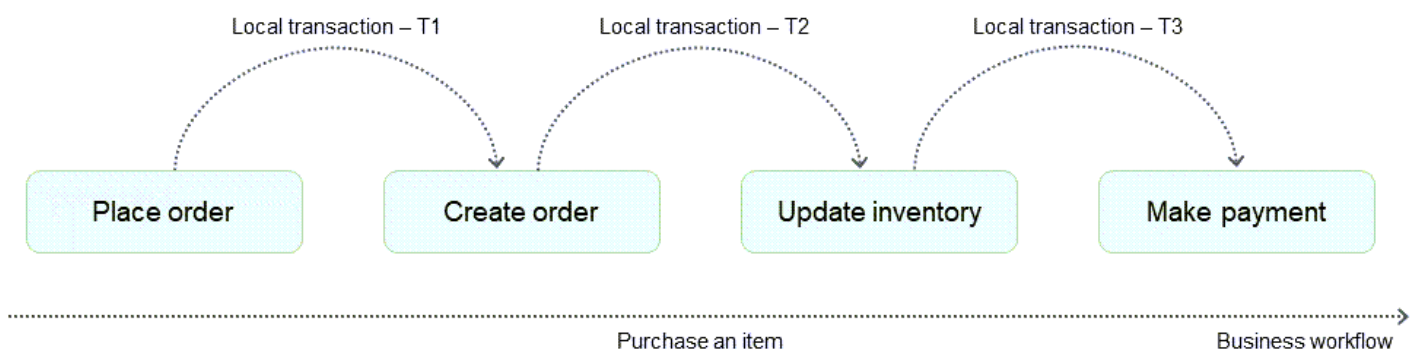 Local transaction – T1
Local transaction – T2
Local transaction – T3
Place order
Create order
Update inventory
Make payment
Purchase an item
Business workflow